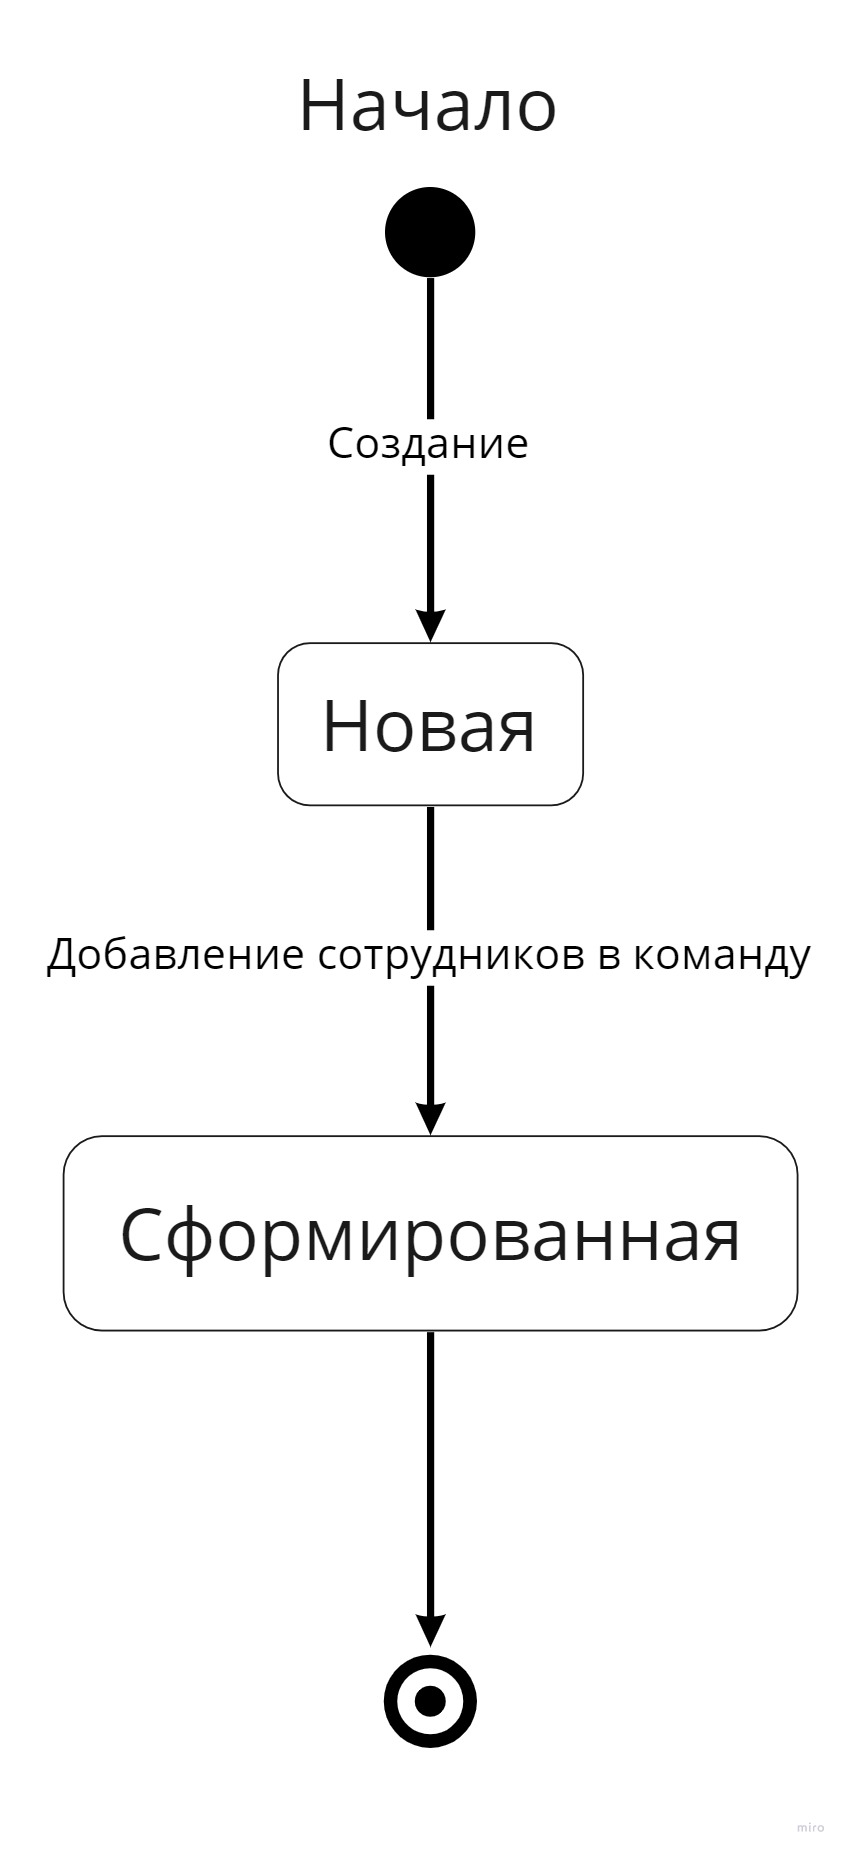 Начало
Создание
Новая
Добавление сотрудников в команду
Сформированная
miro